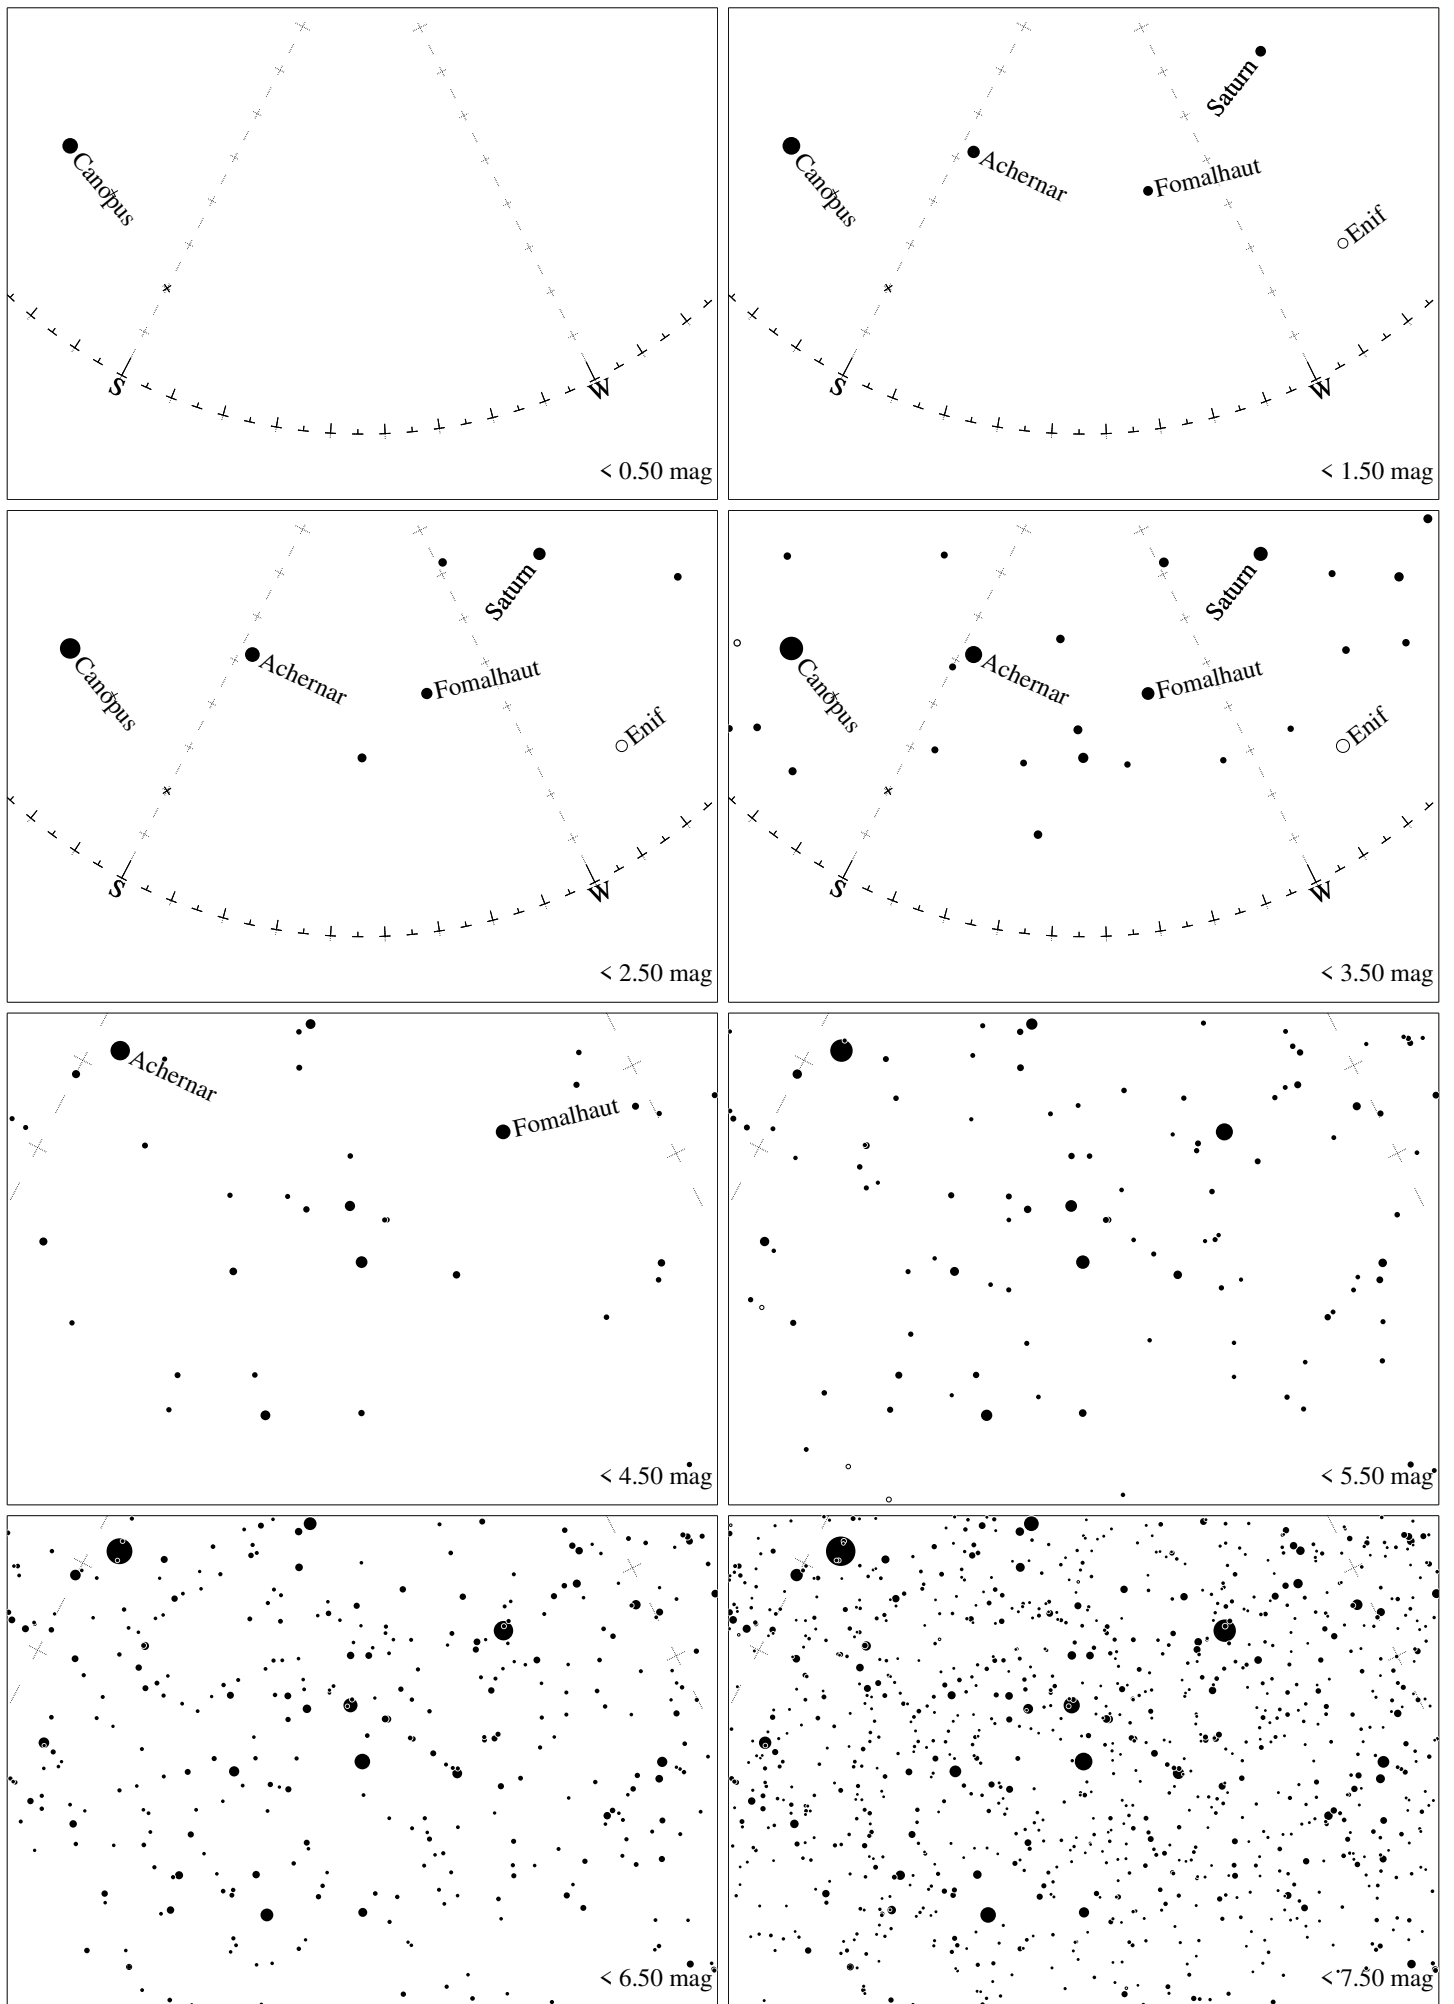 Canopus
S
W
< 0.50 mag
Saturn
Canopus
Achernar
Fomalhaut
Enif
S
W
< 1.50 mag
Saturn
Canopus
Achernar
Fomalhaut
Enif
S
W
< 2.50 mag
Saturn
Canopus
Achernar
Fomalhaut
Enif
S
W
< 3.50 mag
Achernar
Fomalhaut
< 4.50 mag
< 5.50 mag
< 6.50 mag
< 7.50 mag